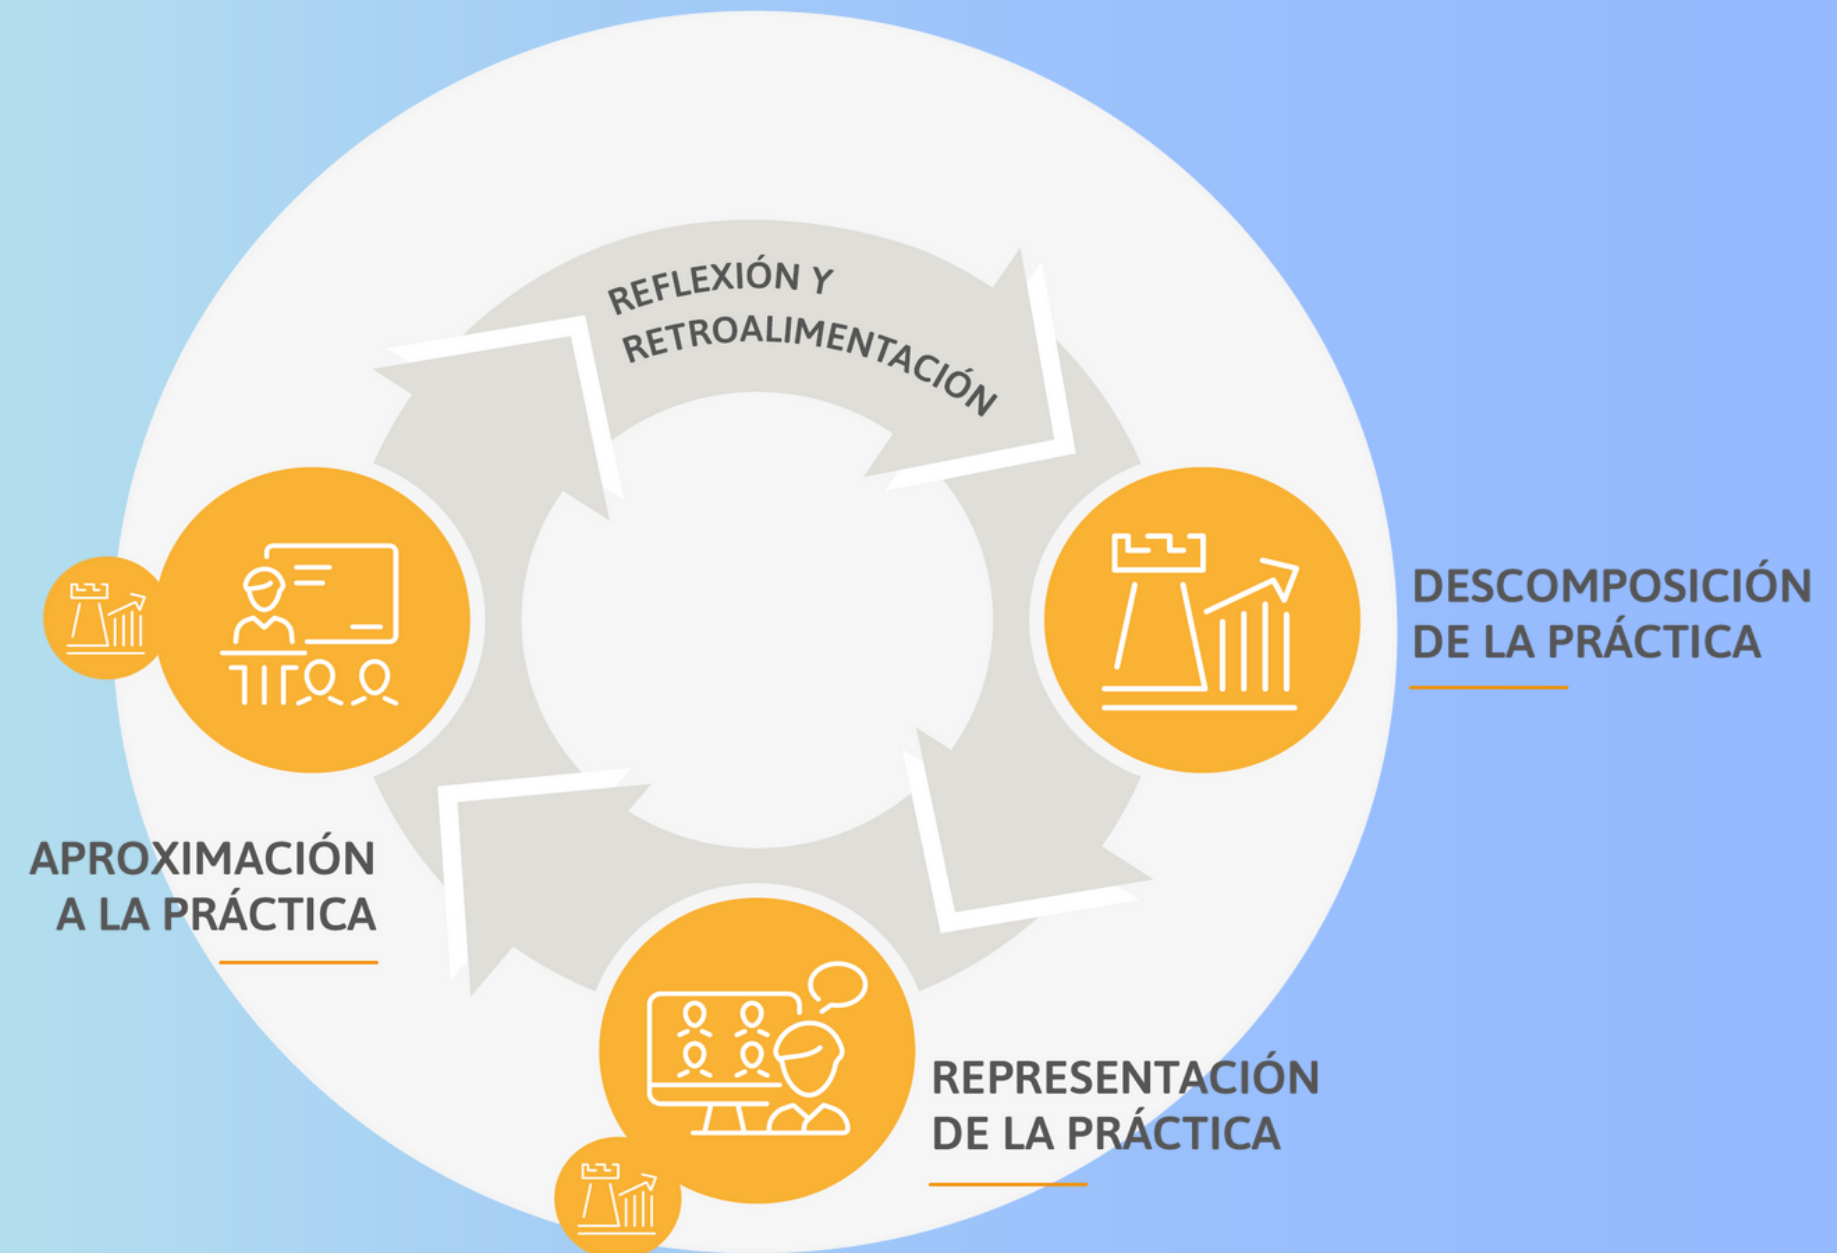 REFLEXIÓN Y
RETROALIMENTACIÓN
DESCOMPOSICIÓN
DE LA PRÁCTICA
APROXIMACIÓN
A LA PRÁCTICA
REPRESENTACIÓN
DE LA PRÁCTICA